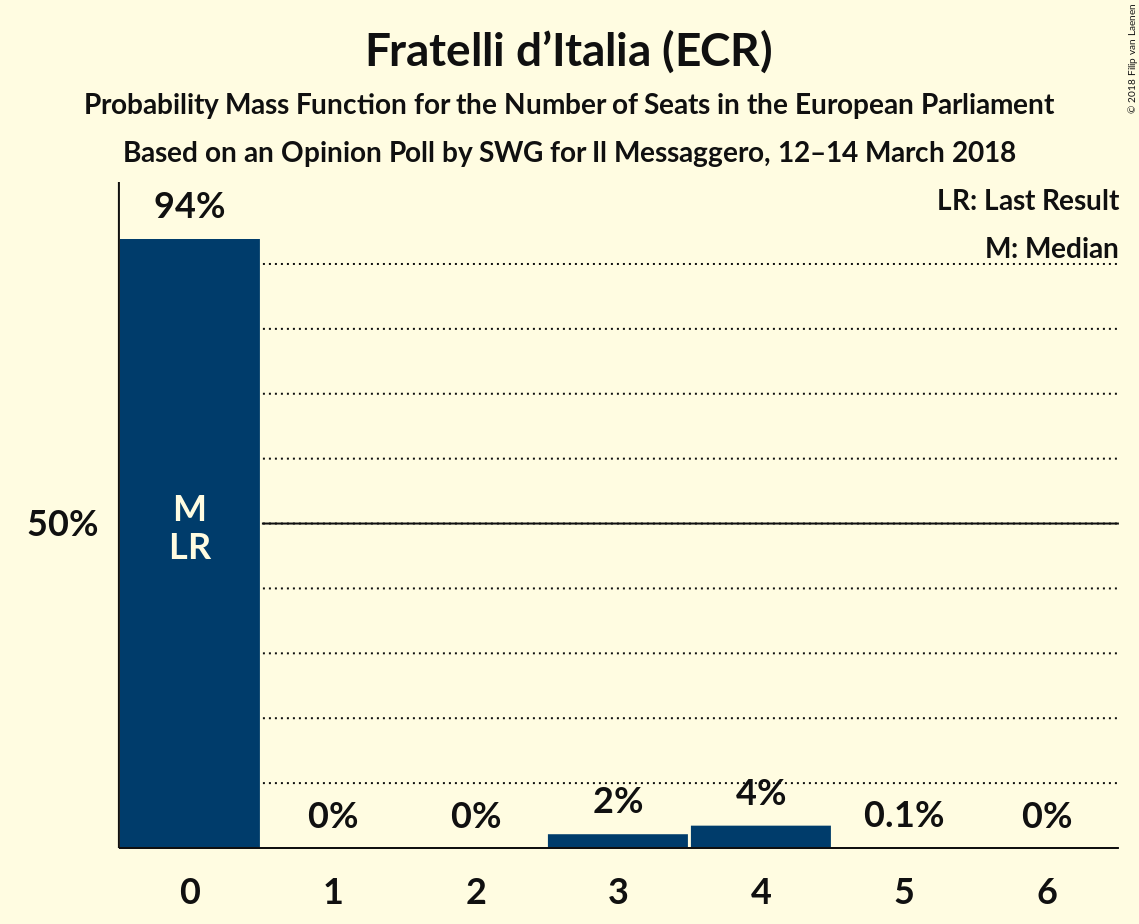 Fratelli d’Italia (ECR)
Probability Mass Function for the Number of Seats in the European Parliament
Based on an Opinion Poll by SWG for Il Messaggero, 12–14 March 2018
© 2018 Filip van Laenen
LR: Last Result
M: Median
94%
50%
M
LR
0%
0%
2%
4%
0.1%
0%
0
1
2
3
4
5
6